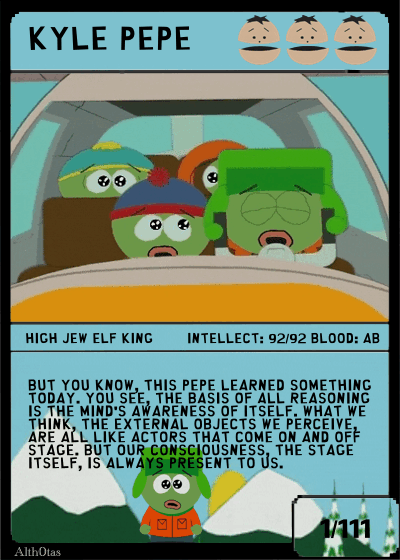 KYLE PEPE
HIGH JEW ELF KING INTELLECT: 92/92 BLOOD: AB
BUT YOU KNOW, THIS PEPE LEARNED SOMETHING
TODAY. YOU SEE, THE BASIS OF ALL REASONING
IS THE MIND'S AWARENESS OF ITSELF. WHAT WE
THINK, THE EXTERNAL OBJECTS WE PERCEIVE,
ARE ALL LIKE ACTORS THAT COME ON AND OFF
STAGE. BUT OUR CONSCIOUSNESS, THE STAGE
ITSELF, IS ALWAYS PRESENT TO US.
1/111
Alth0tas